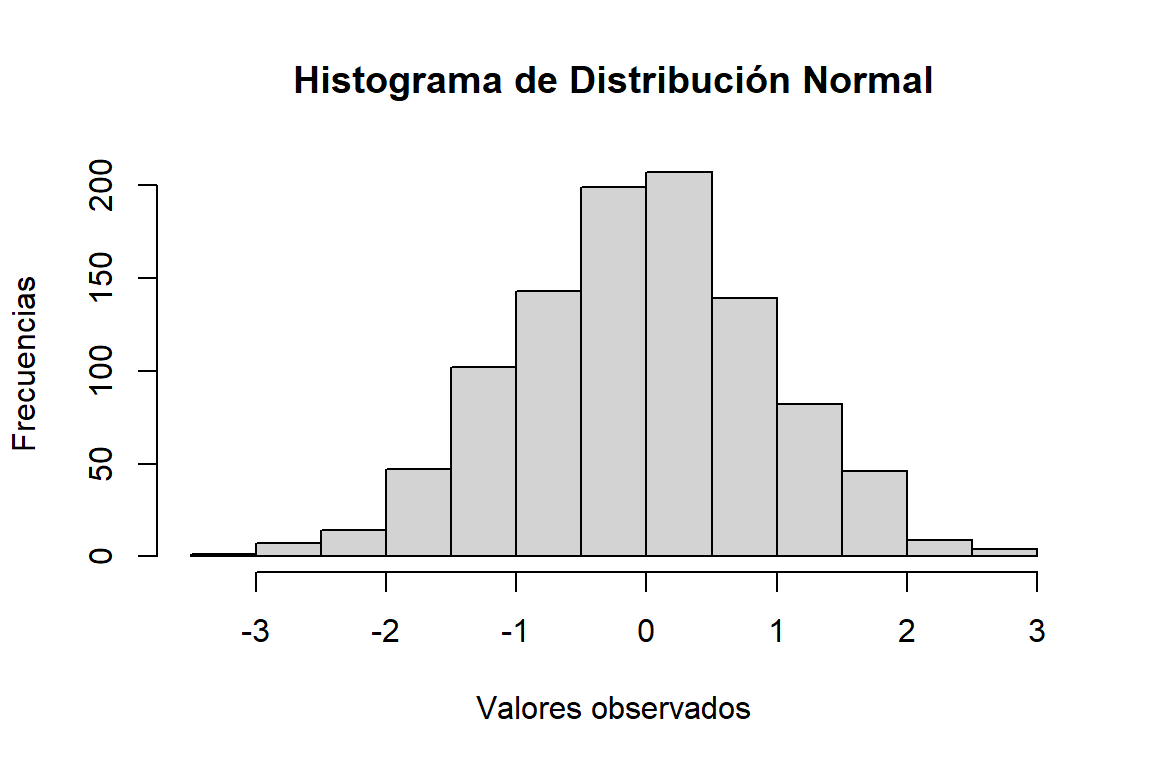 Histograma de Distribución Normal
Frecuencias
200
150
100
50
0
-3 -2 -1 0 1 2 3
Valores observados